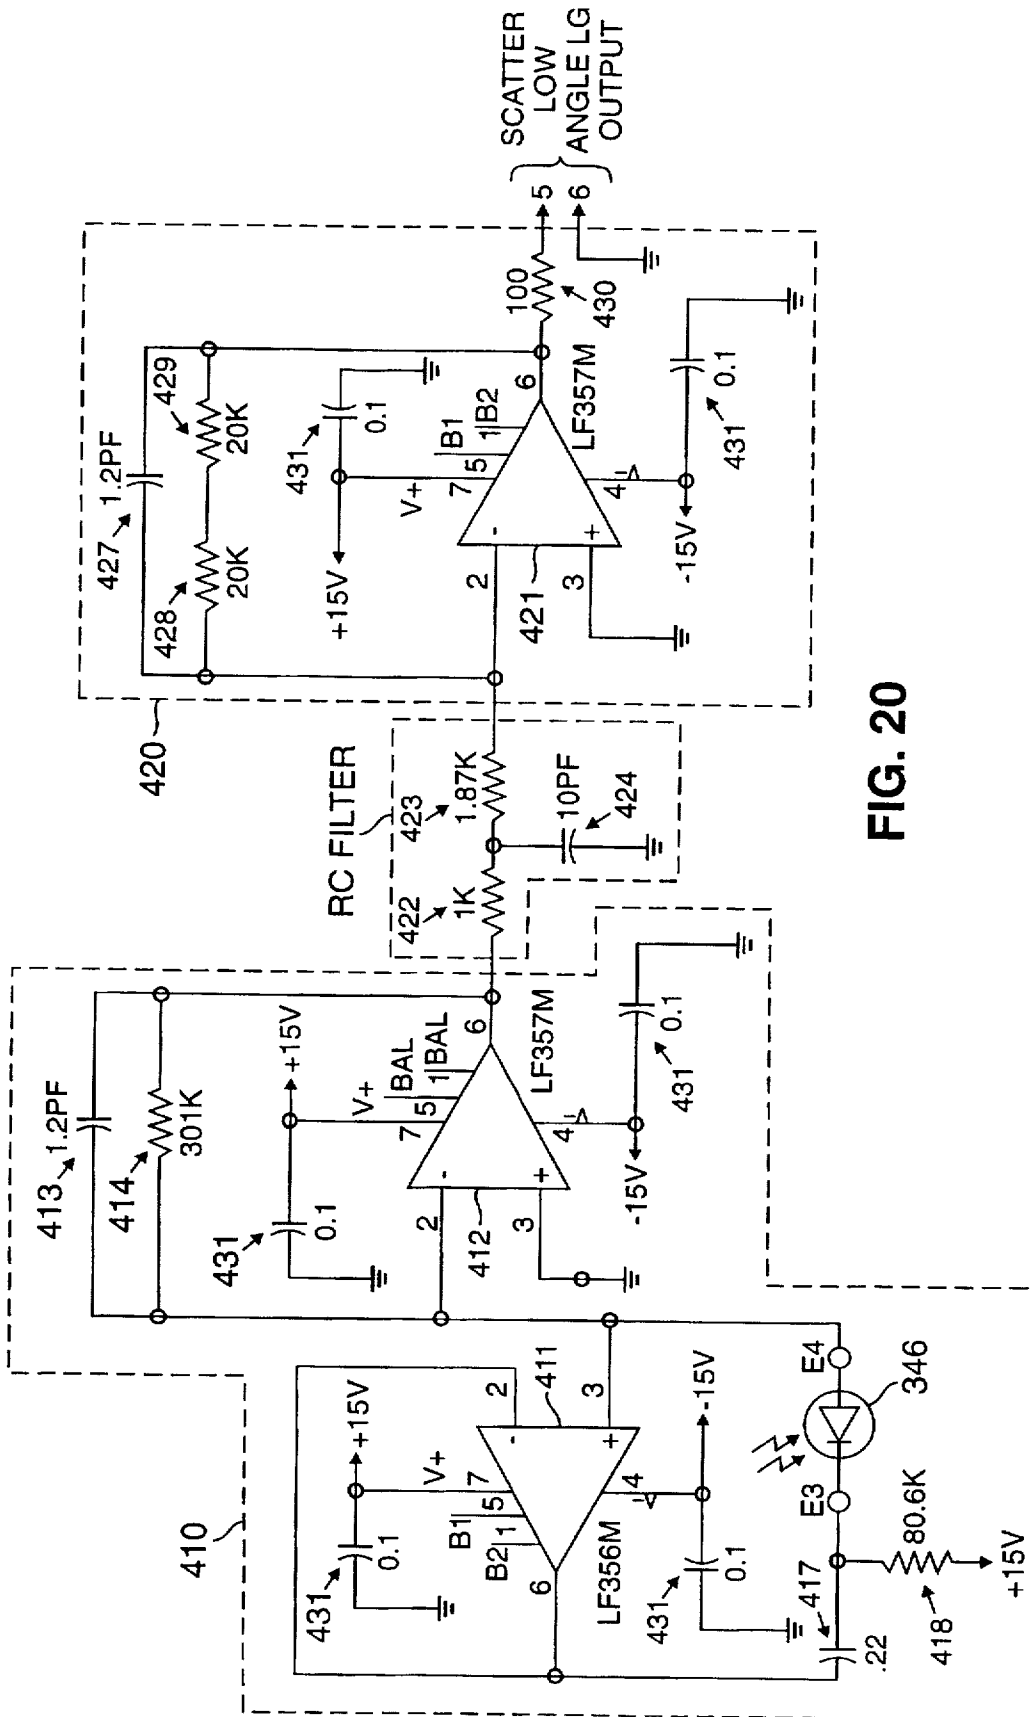 410
431
0.1
+15V
V+
7
B1
5
B2
1
6
2
-
411
3
+
LF356M
4
-V
-15V
431
0.1
E4
346
E3
417
.22
80.6K
418
+15V
413
1.2PF
414
301K
431
0.1
+15V
V+
7
BAL
5
BAL
1
6
2
-
412
3
+
LF357M
4
-V
-15V
431
0.1
RC FILTER
422
1K
423
1.87K
10PF
424
420
427
1.2PF
428
20K
429
20K
431
0.1
+15V
V+
7
B1
5
B2
1
6
2
-
421
3
+
LF357M
4
-V
-15V
431
0.1
100
430
5
6
SCATTER
LOW
ANGLE LG
OUTPUT
FIG. 20